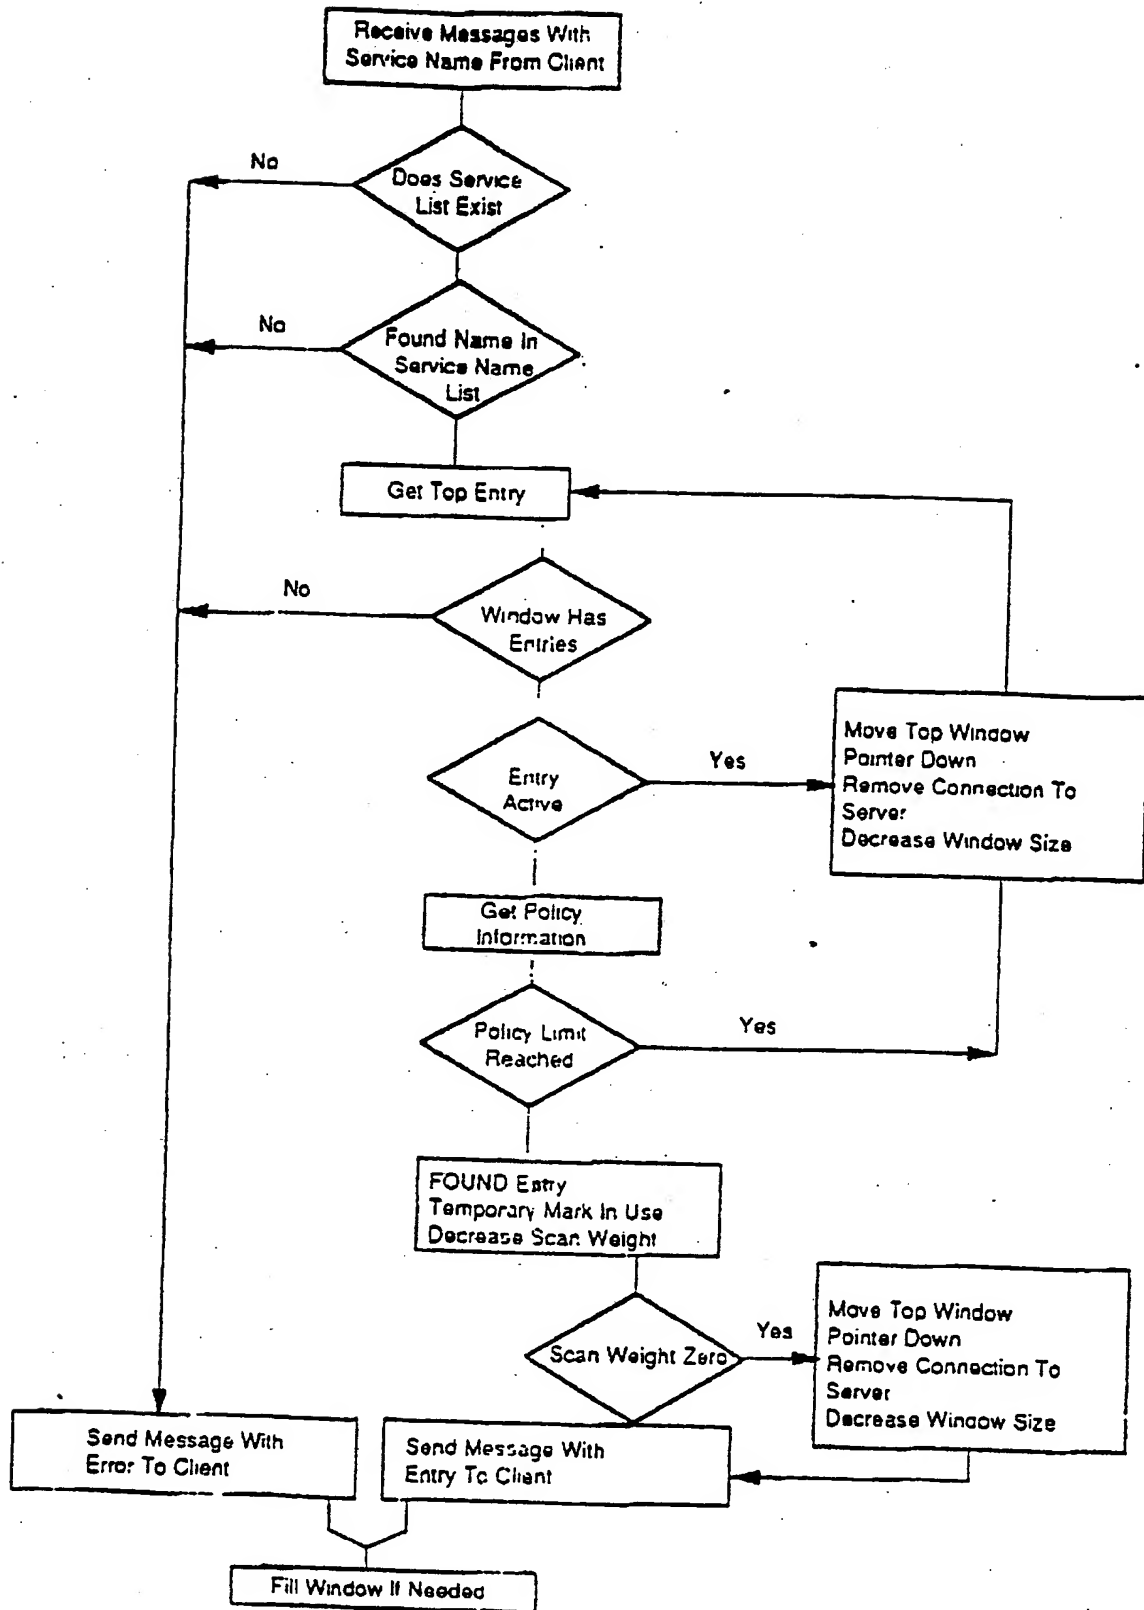 Receive Messages With
Service Name From Client
No
Does Service
List Exist
No
Found Name In
Service Name
List
Get Top Entry
No
Window Has
Entries
Entry
Active
Yes
Move Top Window
Pointer Down
Remove Connection To
Server
Decrease Window Size
Get Policy
Information
Policy Limit
Reached
Yes
FOUND Entry
Temporary Mark In Use
Decrease Scan Weight
Scan Weight Zero
Yes
Move Top Window
Pointer Down
Remove Connection To
Server
Decrease Window Size
Send Message With
Error To Client
Send Message With
Entry To Client
Fill Window If Needed